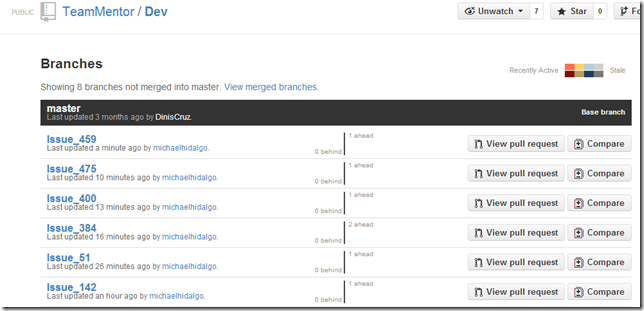 PUBLIC TeamMentor / Dev Unwatch 7 Star 0
Branches
Recently Active Stale
Showing 8 branches not merged into master. View merged branches.
master
Last updated 3 months ago by DinisCruz. Base branch
Issue_459
Last updated a minute ago by michaelhidalgo.
1 ahead
0 behind
View pull request Compare
Issue_475
Last updated 10 minutes ago by michaelhidalgo.
1 ahead
0 behind
View pull request Compare
Issue_400
Last updated 13 minutes ago by michaelhidalgo.
1 ahead
0 behind
View pull request Compare
Issue_384
Last updated 16 minutes ago by michaelhidalgo.
2 ahead
0 behind
View pull request Compare
Issue_51
Last updated 26 minutes ago by michaelhidalgo.
1 ahead
0 behind
View pull request Compare
Issue_142
Last updated an hour ago by michaelhidalgo.
1 ahead
0 behind
View pull request Compare